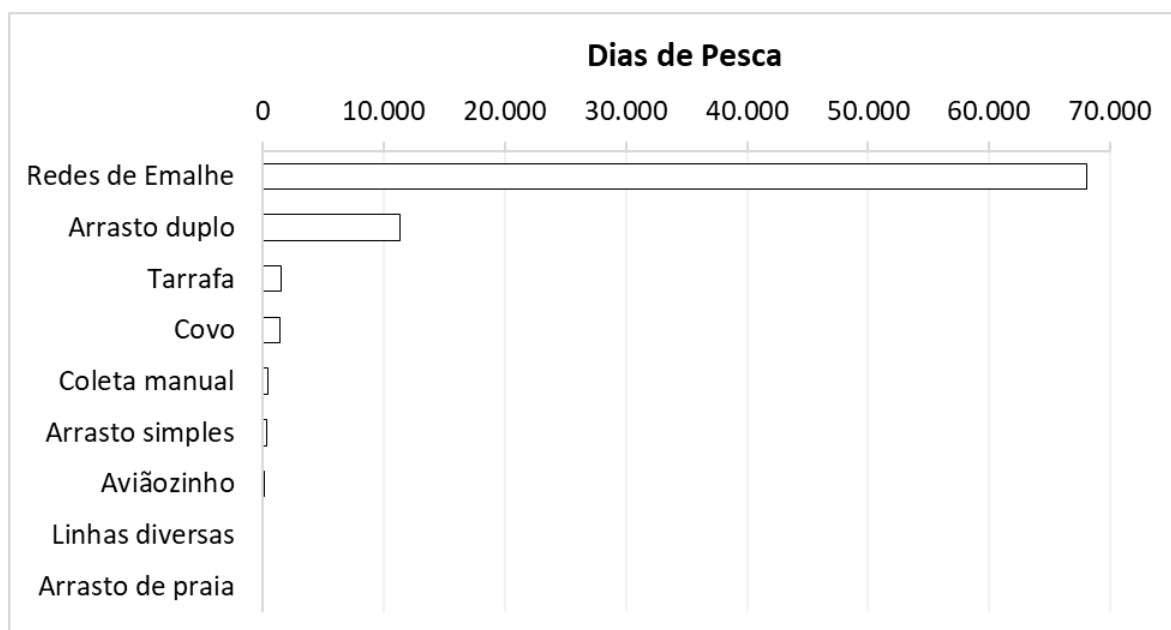 Dias de Pesca
0 10.000 20.000 30.000 40.000 50.000 60.000 70.000
Redes de Emalhe
Arrasto duplo
Tarrafa
Covo
Coleta manual
Arrasto simples
Aviãozinho
Linhas diversas
Arrasto de praia